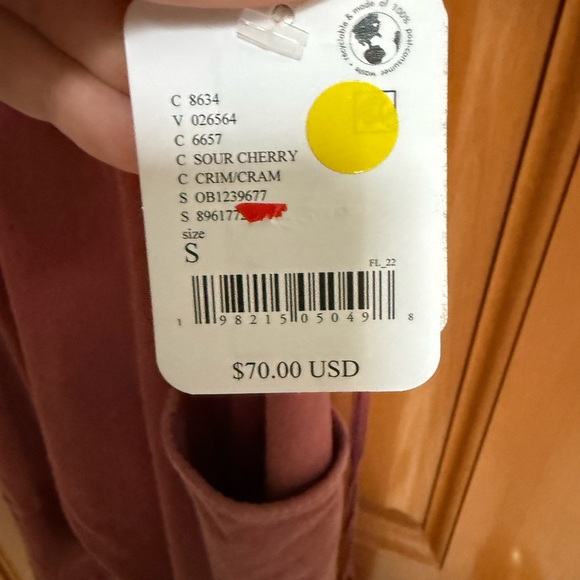 recyclable & made of 100% post-consumer waste
C 8634
V 026564
C 6657
C SOUR CHERRY
C CRIM/CRAM
S OB1239677
size
S
FL_22
1 98215 05049 8
$70.00 USD